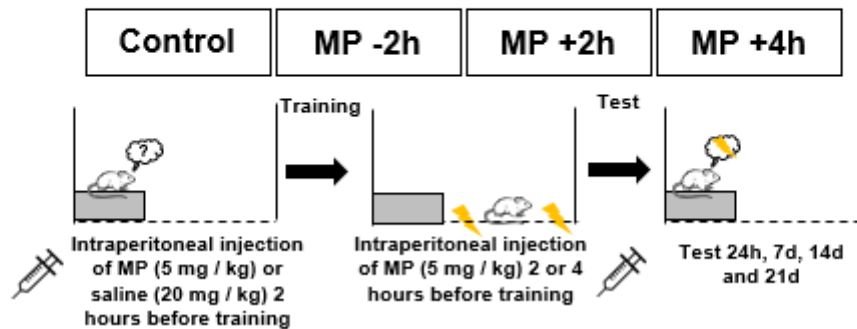 Control
MP -2h
MP +2h
MP +4h
Training
Test
?
Intraperitoneal injection
of MP (5 mg / kg) or
saline (20 mg / kg) 2
hours before training
Intraperitoneal injection
of MP (5 mg / kg) 2 or 4
hours before training
Test 24h, 7d, 14d
and 21d